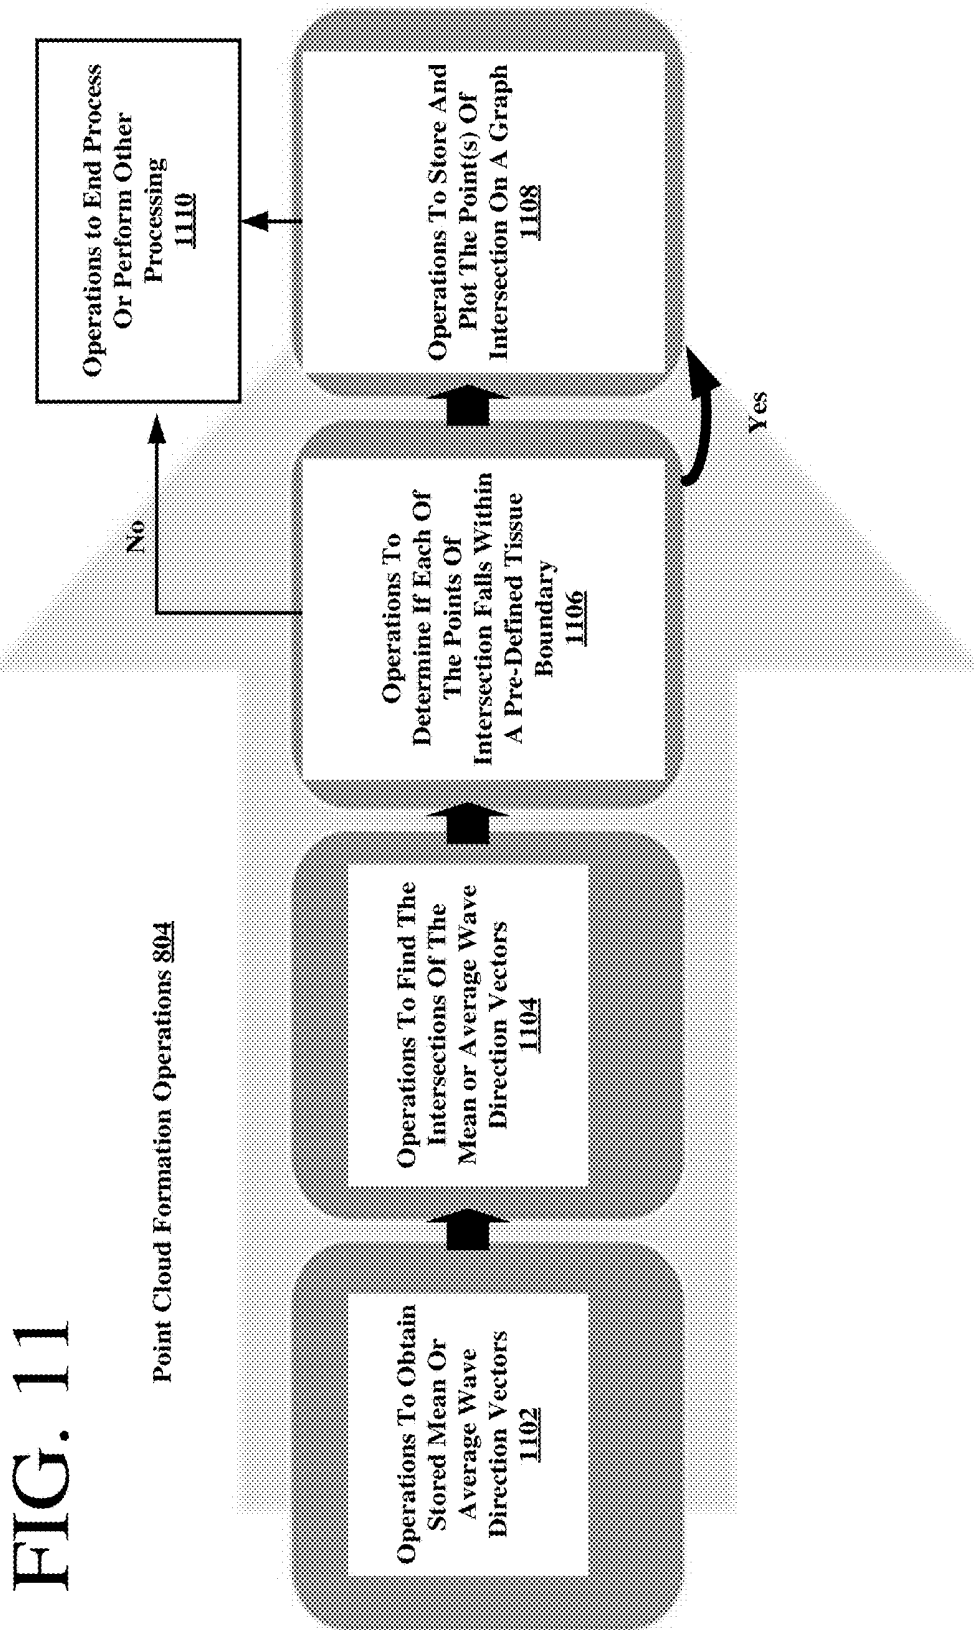 FIG. 11
Point Cloud Formation Operations 804
Operations To Obtain
Stored Mean Or
Average Wave
Direction Vectors
1102
Operations To Find The
Intersections Of The
Mean or Average Wave
Direction Vectors
1104
Operations To
Determine If Each Of
The Points Of
Intersection Falls Within
A Pre-Defined Tissue
Boundary
1106
No
Yes
Operations To Store And
Plot The Point(s) Of
Intersection On A Graph
1108
Operations to End Process
Or Perform Other
Processing
1110